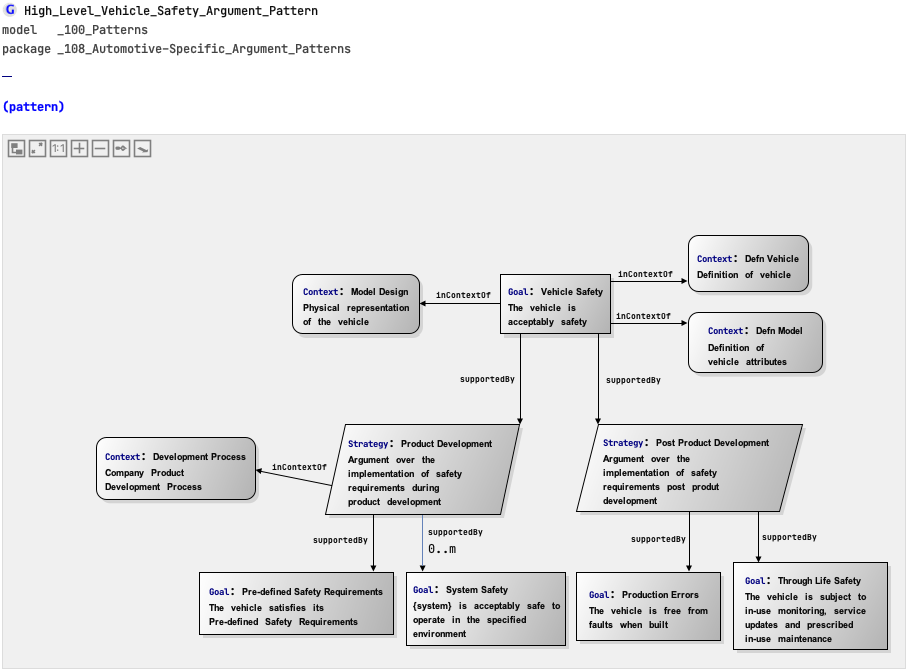 G High_Level_Vehicle_Safety_Argument_Pattern
model _100_Patterns
package _108_Automotive-Specific_Argument_Patterns
(pattern)
1:1
Context: Defn Vehicle
Definition of vehicle
inContextOf
Context: Model Design
Physical representation
of the vehicle
inContextOf
Goal: Vehicle Safety
The vehicle is
acceptably safety
inContextOf
Context: Defn Model
Definition of
vehicle attributes
supportedBy
supportedBy
Context: Development Process
Company Product
Development Process
inContextOf
Strategy: Product Development
Argument over the
implementation of safety
requirements during
product development
Strategy: Post Product Development
Argument over the
implementation of safety
requirements post produt
development
supportedBy
supportedBy
0..m
supportedBy
supportedBy
Goal: Pre-defined Safety Requirements
The vehicle satisfies its
Pre-defined Safety Requirements
Goal: System Safety
{system} is acceptably safe to
operate in the specified
environment
Goal: Production Errors
The vehicle is free from
faults when built
Goal: Through Life Safety
The vehicle is subject to
in-use monitoring, service
updates and prescribed
in-use maintenance